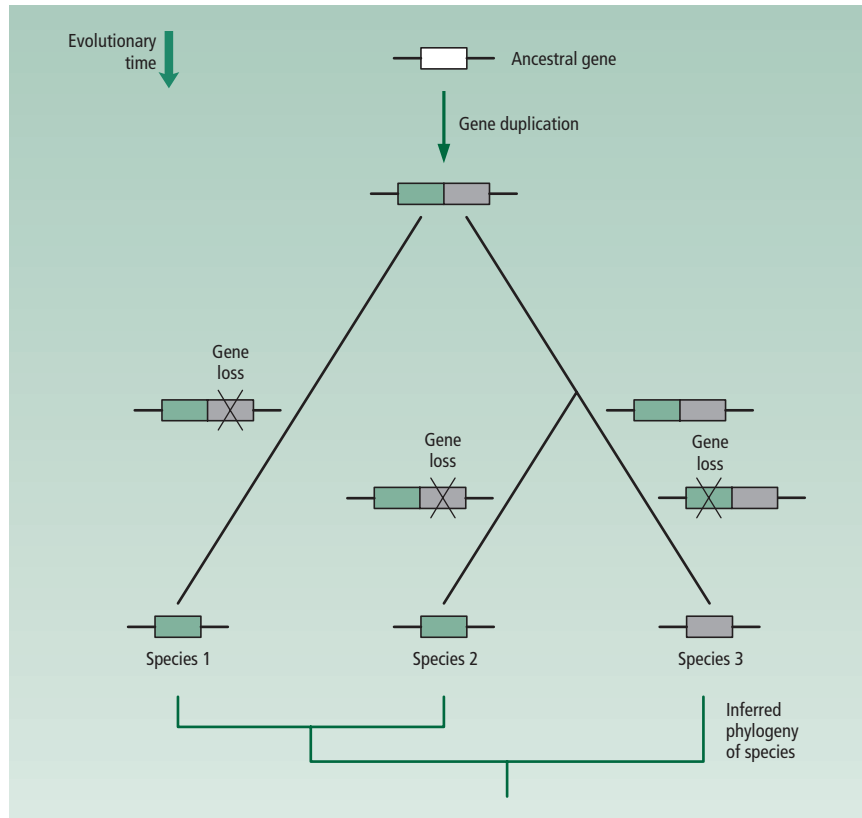 Evolutionary
time
Ancestral gene
Gene duplication
Gene
loss
Gene
loss
Gene
loss
Species 1
Species 2
Species 3
Inferred
phylogeny
of species